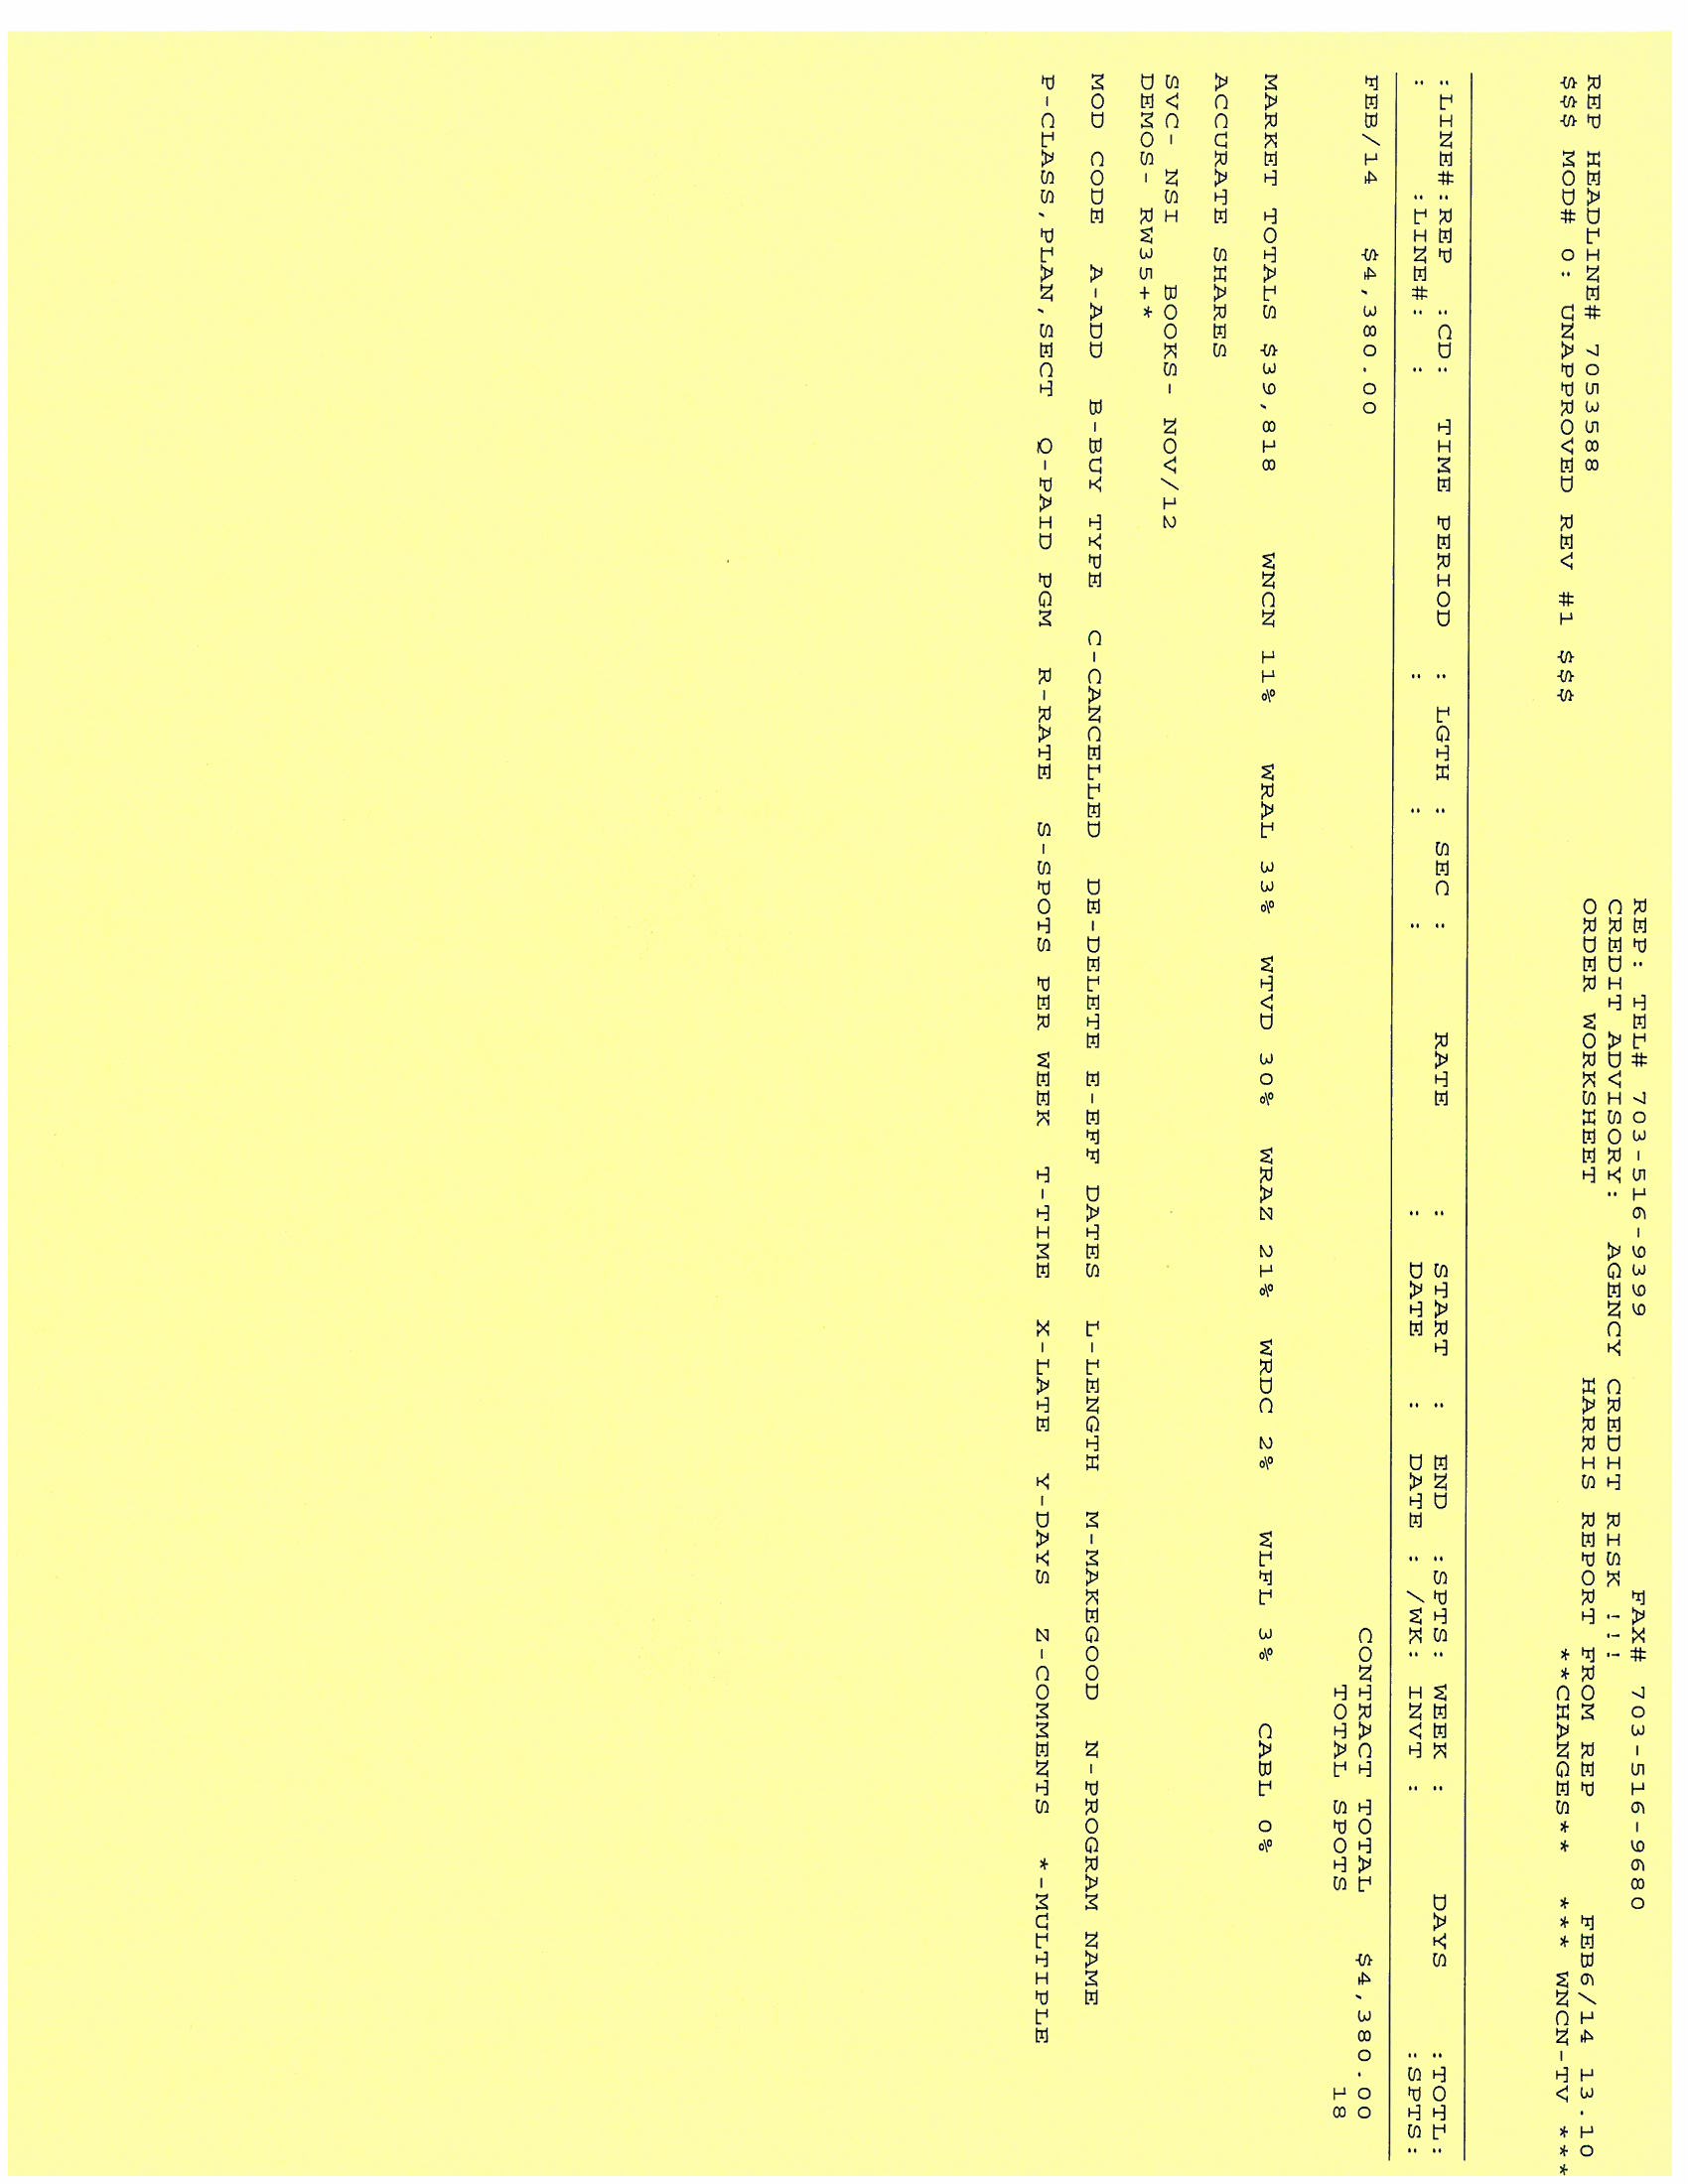 REP: TEL# 703-516-9399 FAX# 703-516-9680
CREDIT ADVISORY: AGENCY CREDIT RISK !!!
REP HEADLINE# 7053588 ORDER WORKSHEET HARRIS REPORT FROM REP FEB6/14 13.10
$$$ MOD# 0: UNAPPROVED REV #1 $$$ **CHANGES** *** WNCN-TV ***
:LINE#:REP :CD: TIME PERIOD : LGTH : SEC : RATE : START : END :SPTS: WEEK : DAYS :TOTL:
: :LINE#: : : : : : DATE : DATE : /WK: INVT : :SPTS:
FEB/14 $4,380.00 CONTRACT TOTAL $4,380.00
TOTAL SPOTS 18
MARKET TOTALS $39,818 WNCN 11% WRAL 33% WTVD 30% WRAZ 21% WRDC 2% WLFL 3% CABL 0%
ACCURATE SHARES
SVC- NSI BOOKS- NOV/12
DEMOS- RW35+*
MOD CODE A-ADD B-BUY TYPE C-CANCELLED DE-DELETE E-EFF DATES L-LENGTH M-MAKEGOOD N-PROGRAM NAME
P-CLASS,PLAN,SECT Q-PAID PGM R-RATE S-SPOTS PER WEEK T-TIME X-LATE Y-DAYS Z-COMMENTS *-MULTIPLE